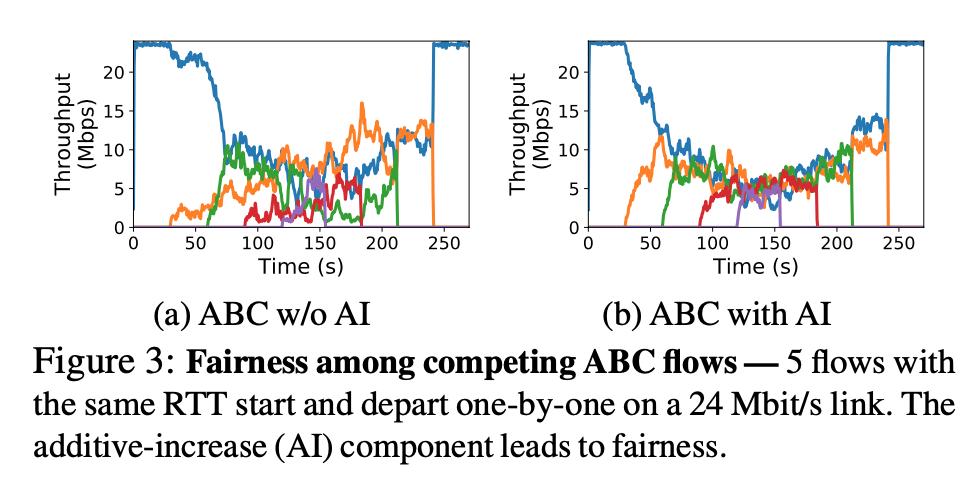 Throughput
(Mbps)
20
15
10
5
0
0 50 100 150 200 250
Time (s)
(a) ABC w/o AI
Throughput
(Mbps)
20
15
10
5
0
0 50 100 150 200 250
Time (s)
(b) ABC with AI
Figure 3: Fairness among competing ABC flows — 5 flows with
the same RTT start and depart one-by-one on a 24 Mbit/s link. The
additive-increase (AI) component leads to fairness.